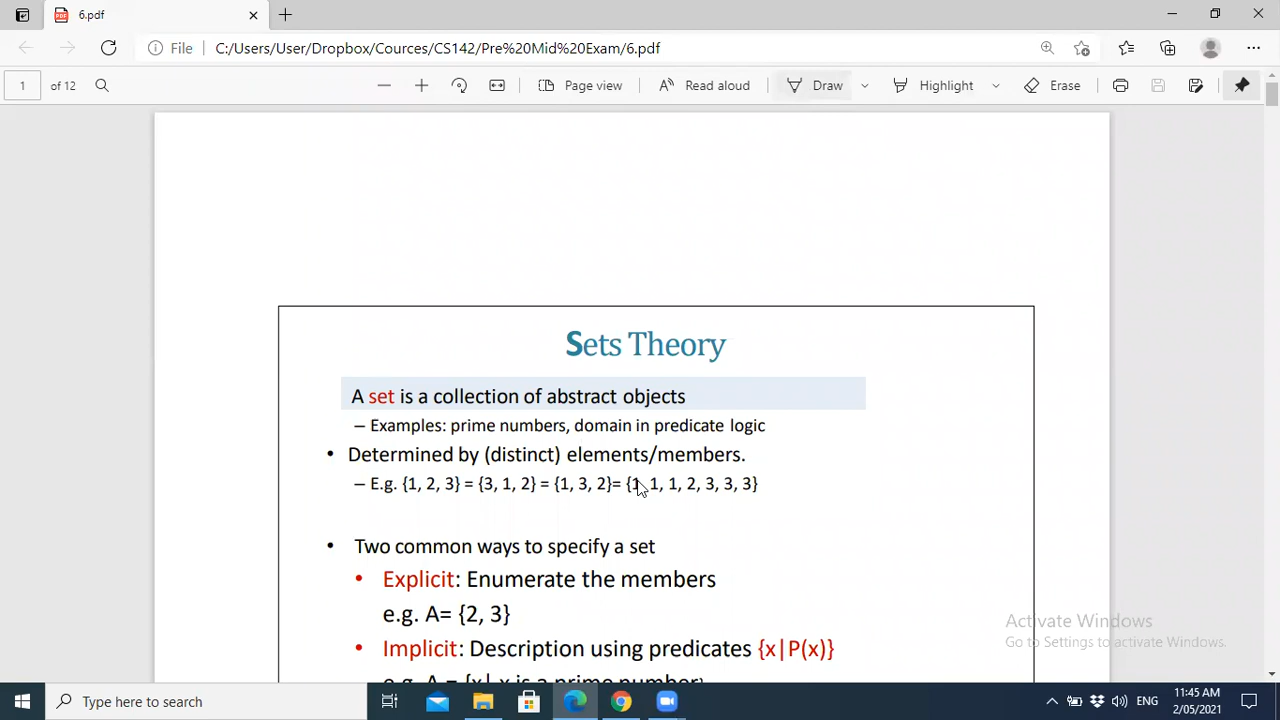 6.pdf
File C:/Users/User/Dropbox/Cources/CS142/Pre%20Mid%20Exam/6.pdf
1 of 12 Page view Read aloud Draw Highlight Erase
Sets Theory
A set is a collection of abstract objects
– Examples: prime numbers, domain in predicate logic
• Determined by (distinct) elements/members.
– E.g. {1, 2, 3} = {3, 1, 2} = {1, 3, 2}= {1, 1, 1, 2, 3, 3, 3}
• Two common ways to specify a set
• Explicit: Enumerate the members
e.g. A= {2, 3}
• Implicit: Description using predicates {x|P(x)}
e.g. A = {x| x is a prime number
Activate Windows
Go to Settings to activate Windows.
Type here to search
ENG
11:45 AM
2/05/2021